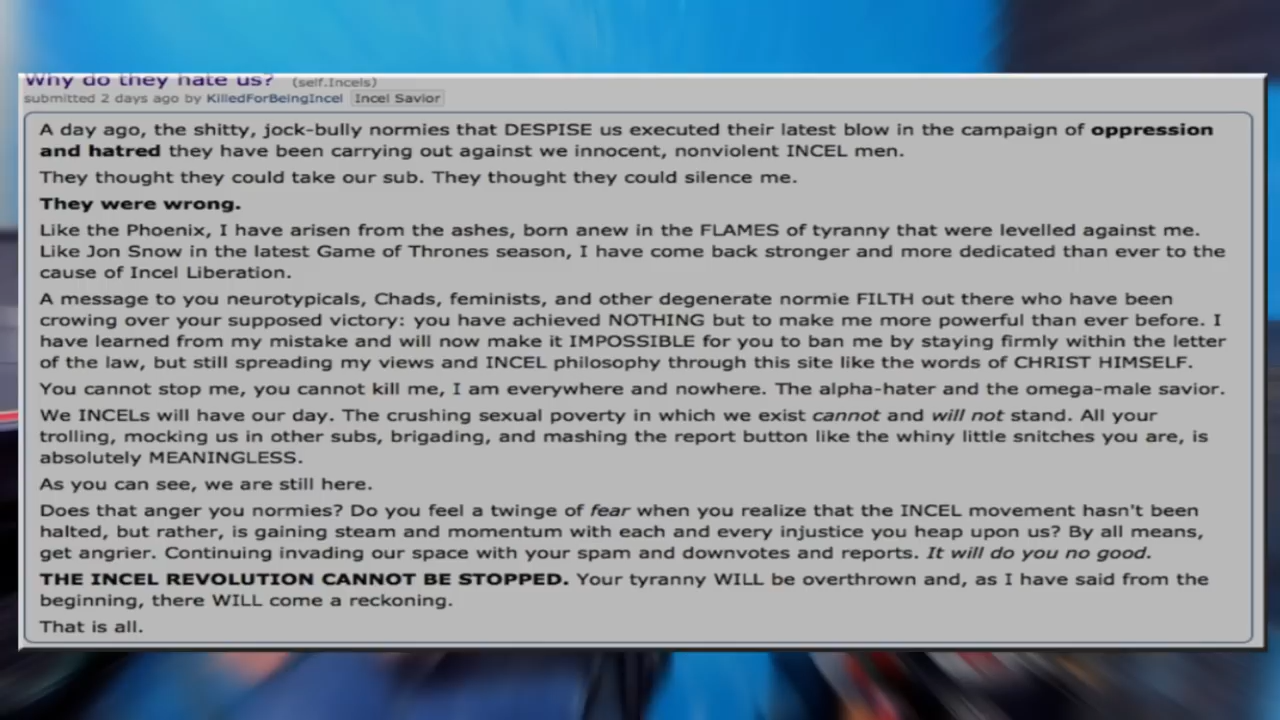 Why do they hate us? (self.Incels)
submitted 2 days ago by KilledForBeingIncel Incel Savior
A day ago, the shitty, jock-bully normies that DESPISE us executed their latest blow in the campaign of oppression
and hatred they have been carrying out against we innocent, nonviolent INCEL men.
They thought they could take our sub. They thought they could silence me.
They were wrong.
Like the Phoenix, I have arisen from the ashes, born anew in the FLAMES of tyranny that were levelled against me.
Like Jon Snow in the latest Game of Thrones season, I have come back stronger and more dedicated than ever to the
cause of Incel Liberation.
A message to you neurotypicals, Chads, feminists, and other degenerate normie FILTH out there who have been
crowing over your supposed victory: you have achieved NOTHING but to make me more powerful than ever before. I
have learned from my mistake and will now make it IMPOSSIBLE for you to ban me by staying firmly within the letter
of the law, but still spreading my views and INCEL philosophy through this site like the words of CHRIST HIMSELF.
You cannot stop me, you cannot kill me, I am everywhere and nowhere. The alpha-hater and the omega-male savior.
We INCELs will have our day. The crushing sexual poverty in which we exist cannot and will not stand. All your
trolling, mocking us in other subs, brigading, and mashing the report button like the whiny little snitches you are, is
absolutely MEANINGLESS.
As you can see, we are still here.
Does that anger you normies? Do you feel a twinge of fear when you realize that the INCEL movement hasn't been
halted, but rather, is gaining steam and momentum with each and every injustice you heap upon us? By all means,
get angrier. Continuing invading our space with your spam and downvotes and reports. It will do you no good.
THE INCEL REVOLUTION CANNOT BE STOPPED. Your tyranny WILL be overthrown and, as I have said from the
beginning, there WILL come a reckoning.
That is all.